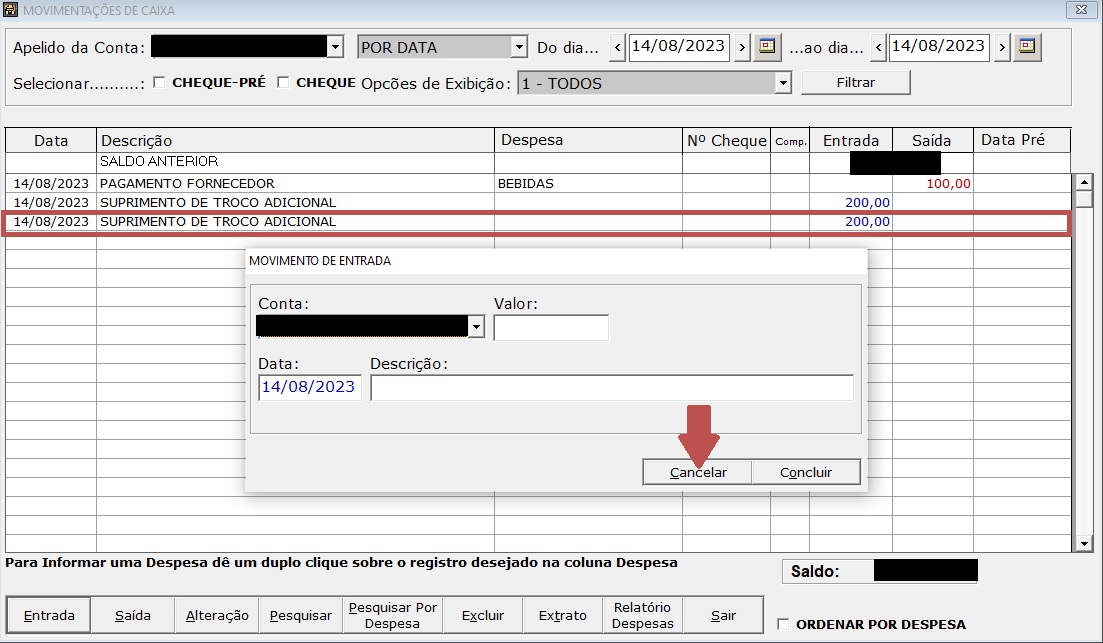 MOVIMENTAÇÕES DE CAIXA
Apelido da Conta: POR DATA Do dia... < 14/08/2023 > ...ao dia... < 14/08/2023 >
Selecionar..........: CHEQUE-PRÉ CHEQUE Opcões de Exibição: 1 - TODOS Filtrar
Data Descrição Despesa Nº Cheque Comp. Entrada Saída Data Pré
SALDO ANTERIOR
14/08/2023 PAGAMENTO FORNECEDOR BEBIDAS 100,00
14/08/2023 SUPRIMENTO DE TROCO ADICIONAL 200,00
14/08/2023 SUPRIMENTO DE TROCO ADICIONAL 200,00
MOVIMENTO DE ENTRADA
Conta: Valor:
Data: Descrição:
14/08/2023
Cancelar Concluir
Para Informar uma Despesa dê um duplo clique sobre o registro desejado na coluna Despesa
Saldo:
Entrada Saída Alteração Pesquisar Pesquisar Por Despesa Excluir Extrato Relatório Despesas Sair
ORDENAR POR DESPESA